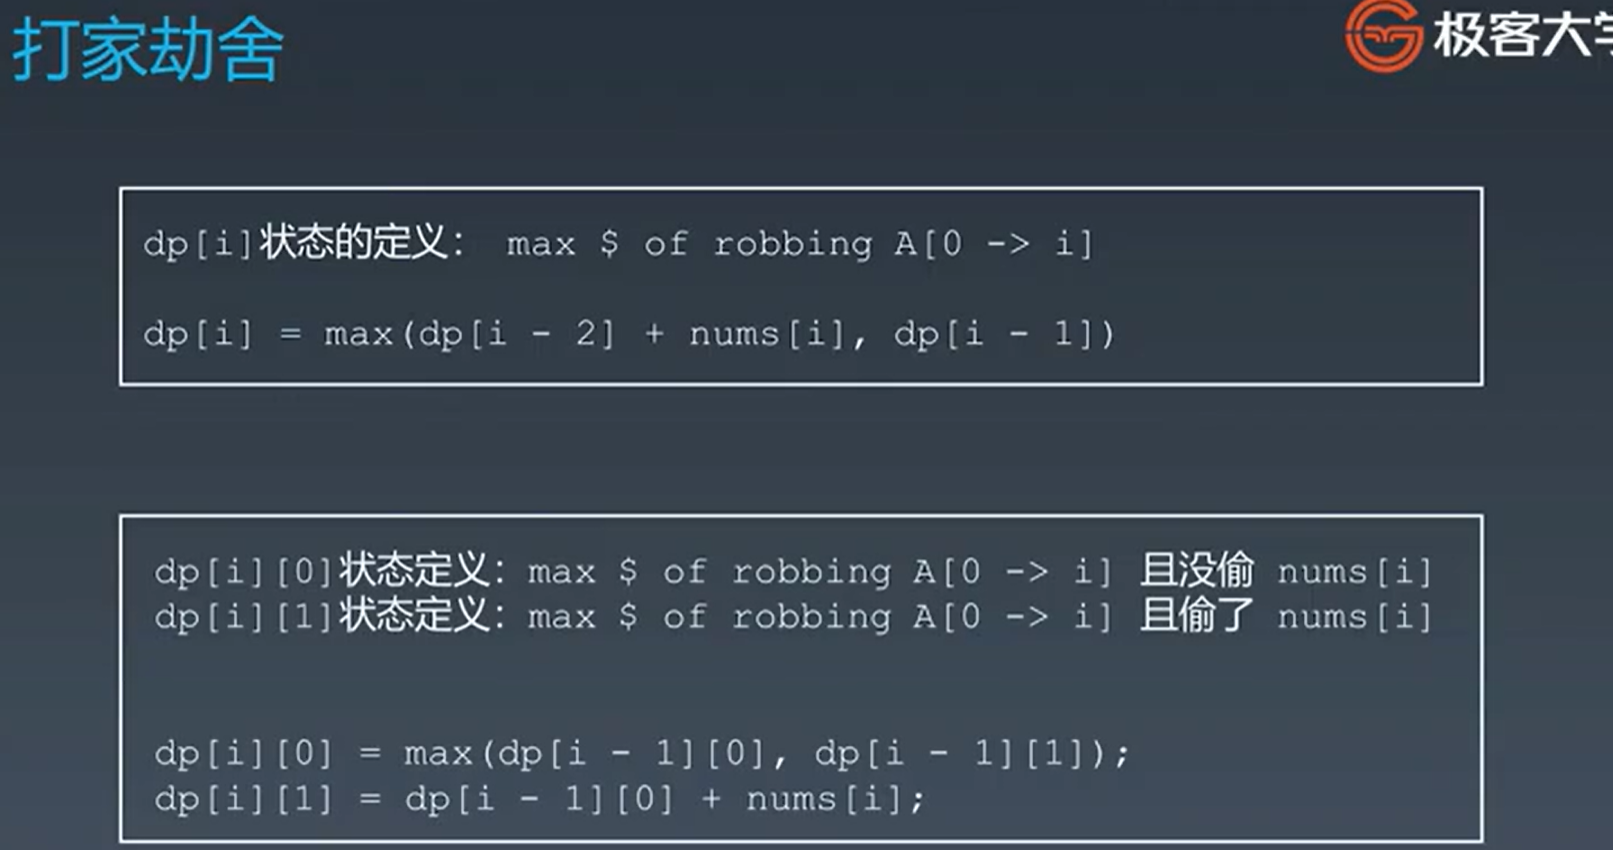 打家劫舍
极客大学
dp[i]状态的定义： max $ of robbing A[0 -> i]
dp[i] = max(dp[i - 2] + nums[i], dp[i - 1])
dp[i][0]状态定义：max $ of robbing A[0 -> i] 且没偷 nums[i]
dp[i][1]状态定义：max $ of robbing A[0 -> i] 且偷了 nums[i]
dp[i][0] = max(dp[i - 1][0], dp[i - 1][1]);
dp[i][1] = dp[i - 1][0] + nums[i];